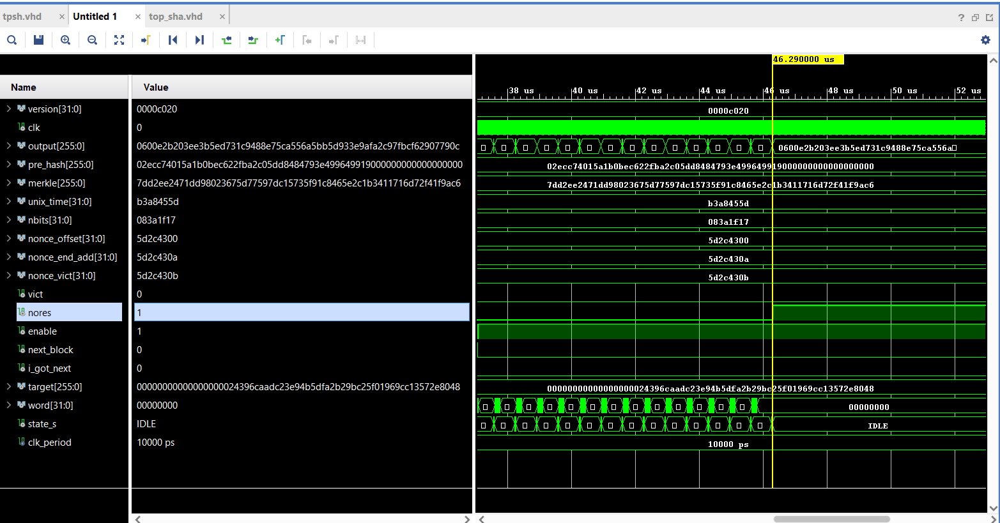 tpsh.vhd × Untitled 1 × top_sha.vhd ×
?
46.290000 us
Name Value
38 us 40 us 42 us 44 us 46 us 48 us 50 us 52 us
version[31:0] 0000c020 0000c020
clk 0
output[255:0] 0600e2b203ee3b5ed731c9488e75ca556a5bb5d933e9afa2c97fbcf62907790c 0600e2b203ee3b5ed731c9488e75ca556a
pre_hash[255:0] 02ecc74015a1b0bec622fba2c05dd8484793e49964991900000000000000000 02ecc74015a1b0bec622fba2c05dd8484793e49964991900000000000000000
merkle[255:0] 7dd2ee2471dd98023675d77597dc15735f91c8465e2c1b3411716d72f41f9ac6 7dd2ee2471dd98023675d77597dc15735f91c8465e2c1b3411716d72f41f9ac6
unix_time[31:0] b3a8455d b3a8455d
nbits[31:0] 083a1f17 083a1f17
nonce_offset[31:0] 5d2c4300 5d2c4300
nonce_end_add[31:0] 5d2c430a 5d2c430a
nonce_vict[31:0] 5d2c430b 5d2c430b
vict 0
nores 1
enable 1
next_block 0
i_got_next 0
target[255:0] 00000000000000000024396caadc23e94b5dfa2b29bc25f01969cc13572e8048 00000000000000000024396caadc23e94b5dfa2b29bc25f01969cc13572e8048
word[31:0] 00000000 00000000
state_s IDLE IDLE
clk_period 10000 ps 10000 ps